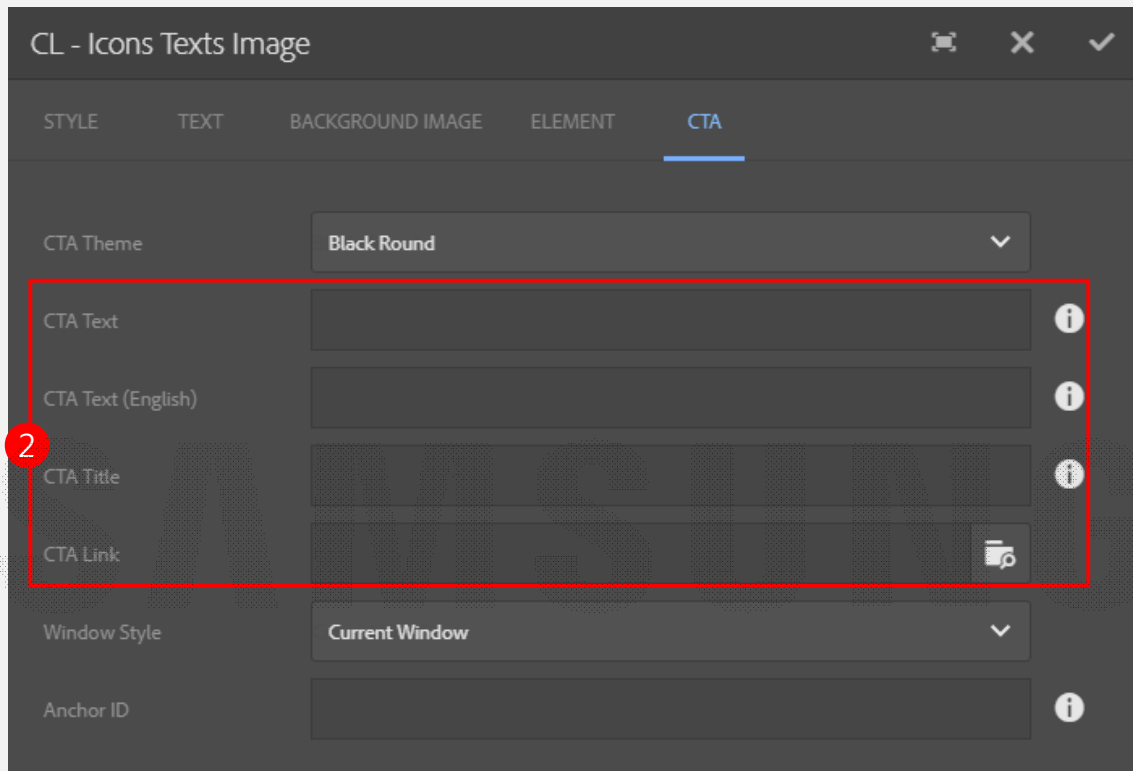 CL - Icons Texts Image
STYLE TEXT BACKGROUND IMAGE ELEMENT CTA
CTA Theme Black Round
CTA Text
CTA Text (English)
2
CTA Title
SAMSUNG
CTA Link
Window Style Current Window
Anchor ID